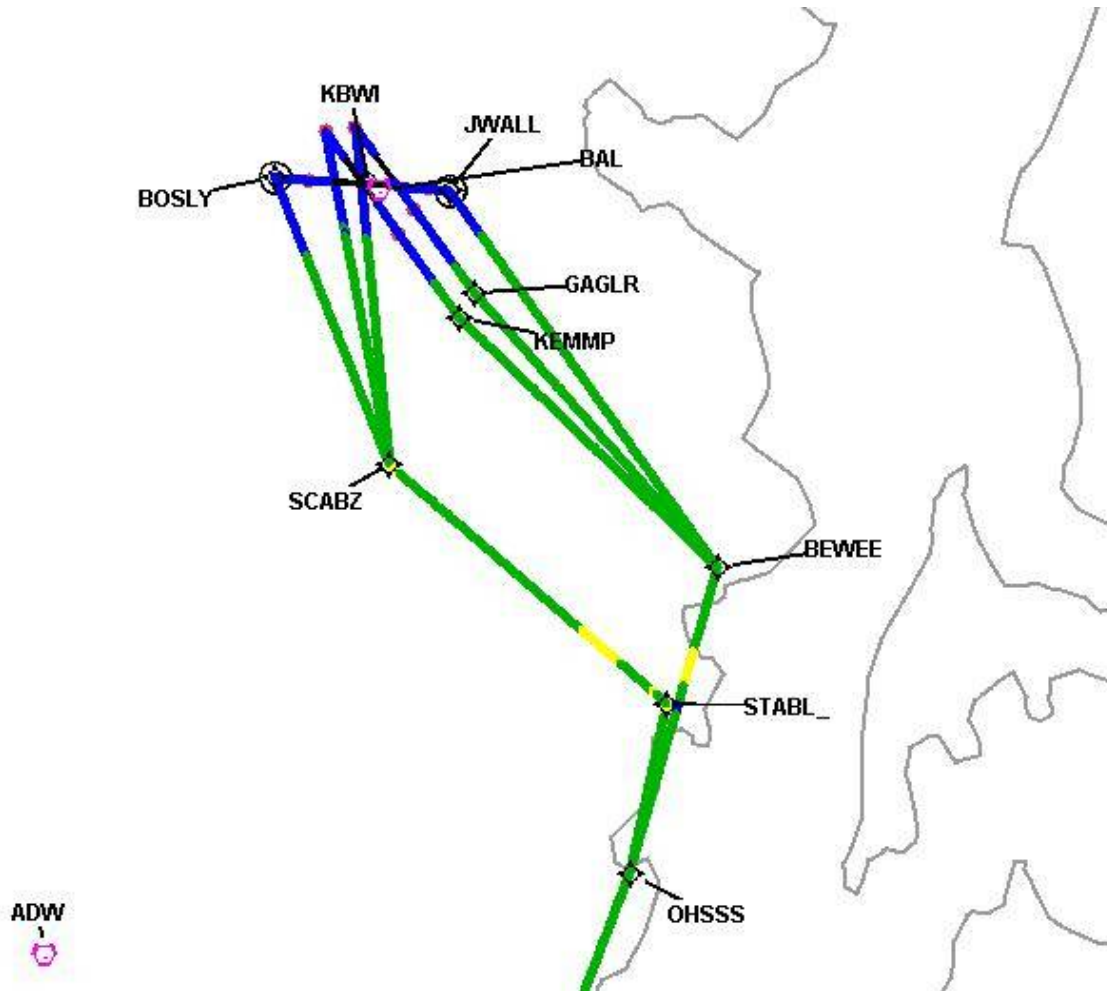 KBWI
JWALL
BAL
BOSLY
GAGLR
KEMMP
SCABZ
BEWEE
STABL_
OHSSS
ADW